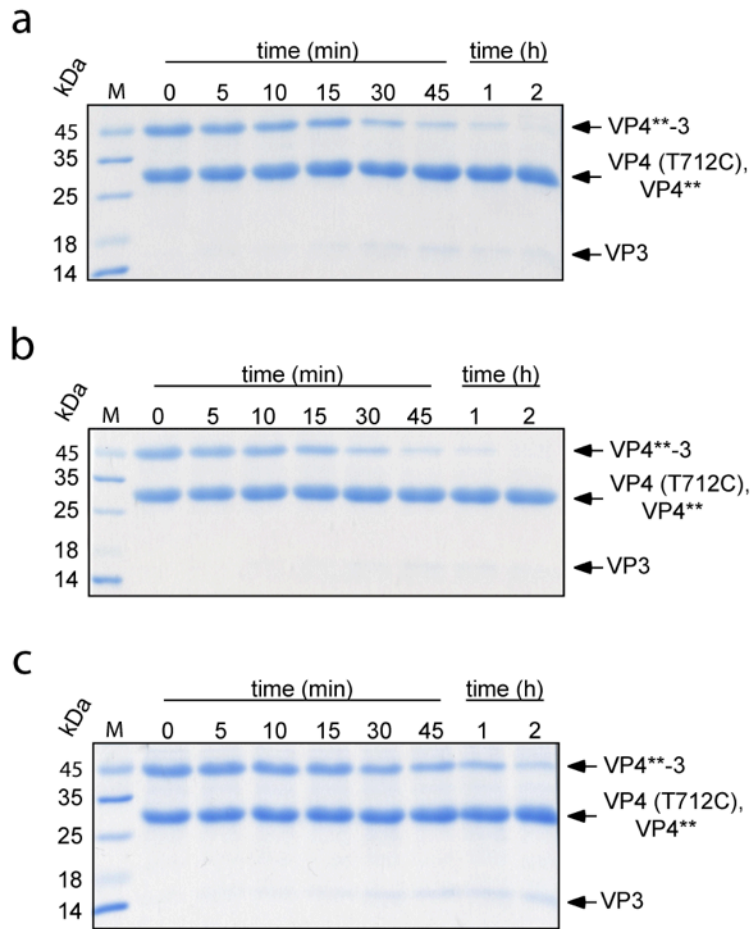 a
time (min) time (h)
kDa M 0 5 10 15 30 45 1 2
45 VP4**-3
35 VP4 (T712C),
25 VP4**
18 VP3
14
b
time (min) time (h)
kDa M 0 5 10 15 30 45 1 2
45 VP4**-3
35 VP4 (T712C),
25 VP4**
18
14 VP3
c
time (min) time (h)
kDa M 0 5 10 15 30 45 1 2
45 VP4**-3
35 VP4 (T712C),
25 VP4**
18
14 VP3